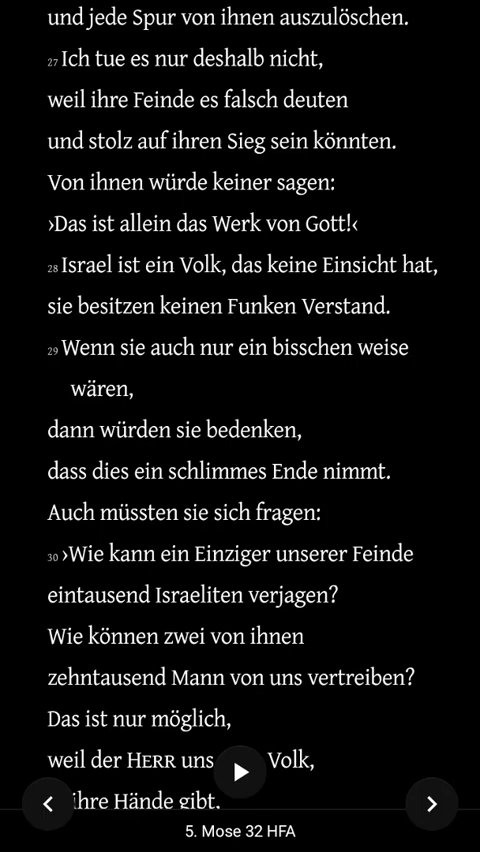 und jede Spur von ihnen auszulöschen.
27 Ich tue es nur deshalb nicht,
weil ihre Feinde es falsch deuten
und stolz auf ihren Sieg sein könnten.
Von ihnen würde keiner sagen:
›Das ist allein das Werk von Gott!‹
28 Israel ist ein Volk, das keine Einsicht hat,
sie besitzen keinen Funken Verstand.
29 Wenn sie auch nur ein bisschen weise
wären,
dann würden sie bedenken,
dass dies ein schlimmes Ende nimmt.
Auch müssten sie sich fragen:
30 ›Wie kann ein Einziger unserer Feinde
eintausend Israeliten verjagen?
Wie können zwei von ihnen
zehntausend Mann von uns vertreiben?
Das ist nur möglich,
weil der HERR uns Volk,
ihre Hände gibt.
5. Mose 32 HFA